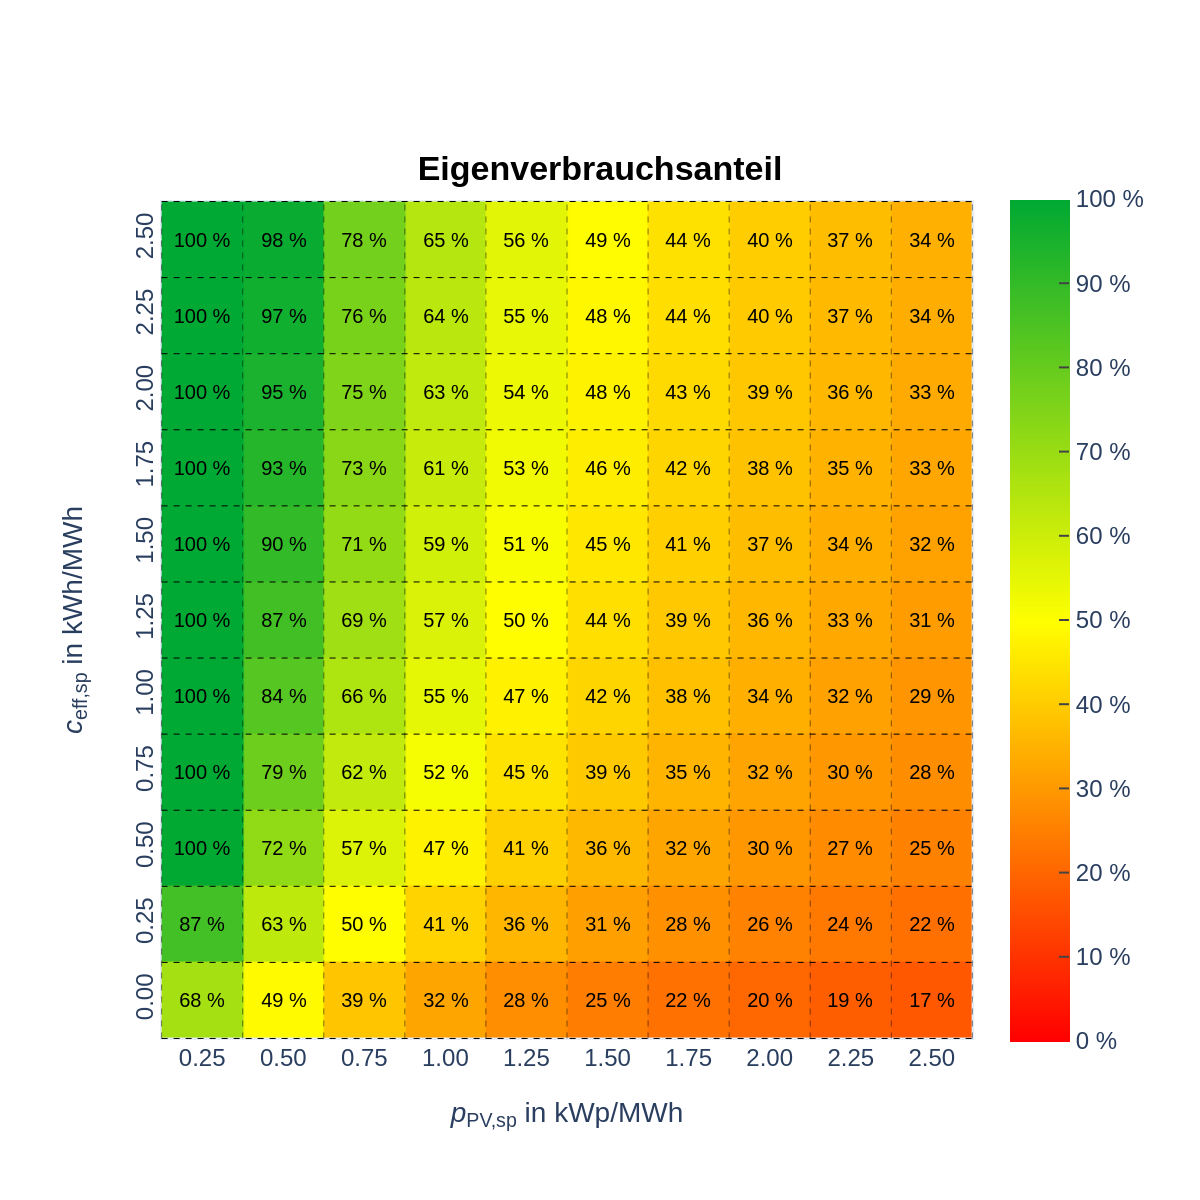 Eigenverbrauchsanteil
2.50 100 % 98 % 78 % 65 % 56 % 49 % 44 % 40 % 37 % 34 %
2.25 100 % 97 % 76 % 64 % 55 % 48 % 44 % 40 % 37 % 34 %
2.00 100 % 95 % 75 % 63 % 54 % 48 % 43 % 39 % 36 % 33 %
1.75 100 % 93 % 73 % 61 % 53 % 46 % 42 % 38 % 35 % 33 %
1.50 100 % 90 % 71 % 59 % 51 % 45 % 41 % 37 % 34 % 32 %
1.25 100 % 87 % 69 % 57 % 50 % 44 % 39 % 36 % 33 % 31 %
1.00 100 % 84 % 66 % 55 % 47 % 42 % 38 % 34 % 32 % 29 %
0.75 100 % 79 % 62 % 52 % 45 % 39 % 35 % 32 % 30 % 28 %
0.50 100 % 72 % 57 % 47 % 41 % 36 % 32 % 30 % 27 % 25 %
0.25 87 % 63 % 50 % 41 % 36 % 31 % 28 % 26 % 24 % 22 %
0.00 68 % 49 % 39 % 32 % 28 % 25 % 22 % 20 % 19 % 17 %
0.25 0.50 0.75 1.00 1.25 1.50 1.75 2.00 2.25 2.50
p PV,sp in kWp/MWh
c eff,sp in kWh/MWh
100 %
90 %
80 %
70 %
60 %
50 %
40 %
30 %
20 %
10 %
0 %